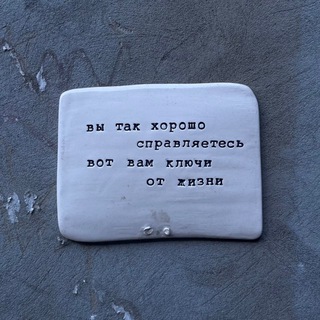 вы так хорошо
справляетесь
вот вам ключи
от жизни